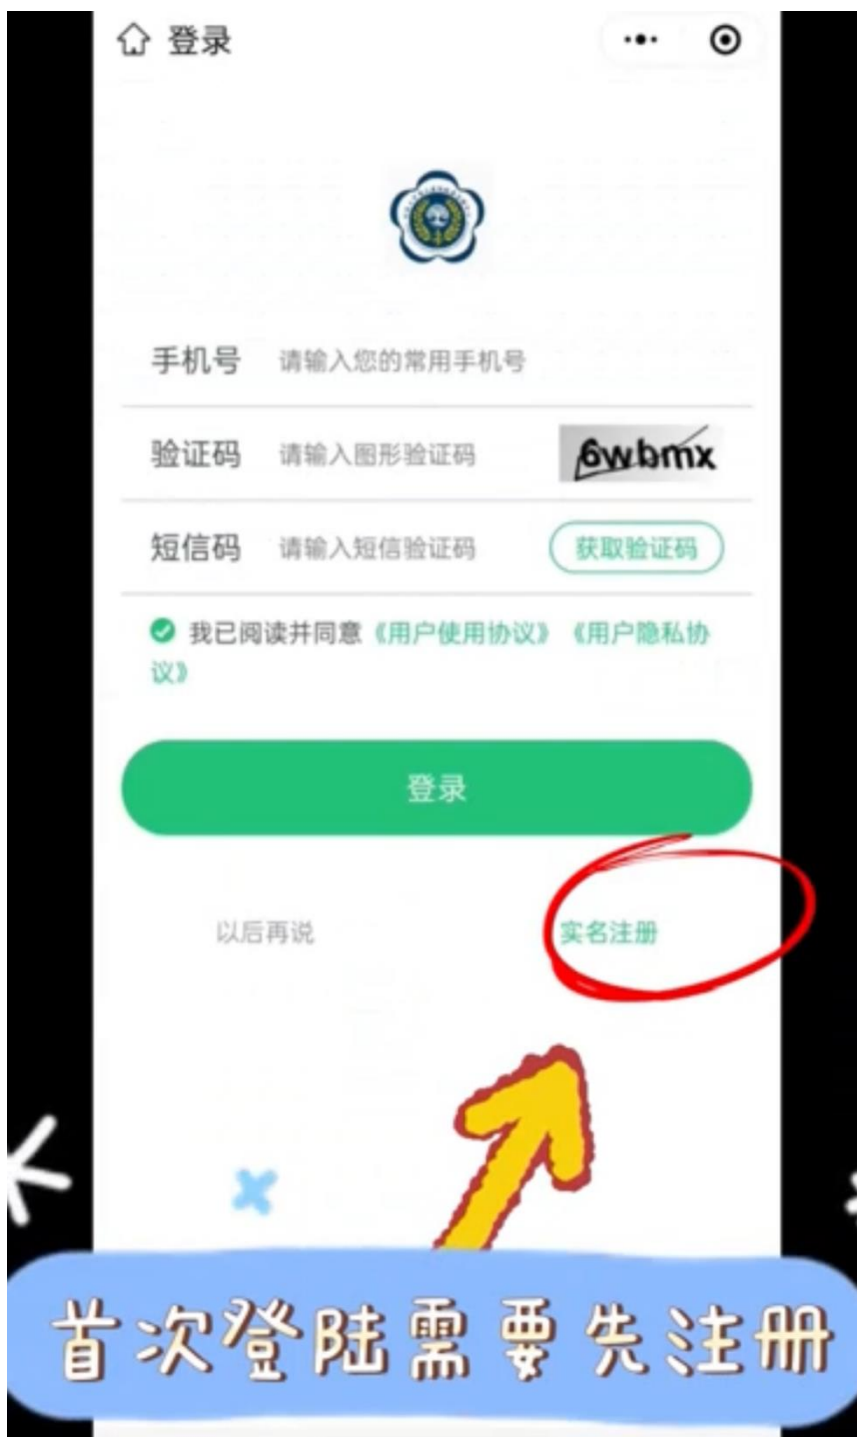 登录
手机号 请输入您的常用手机号
验证码 请输入图形验证码 6wbmx
短信码 请输入短信验证码 获取验证码
我已阅读并同意《用户使用协议》《用户隐私协
议》
登录
以后再说 实名注册
首次登陆需要先注册